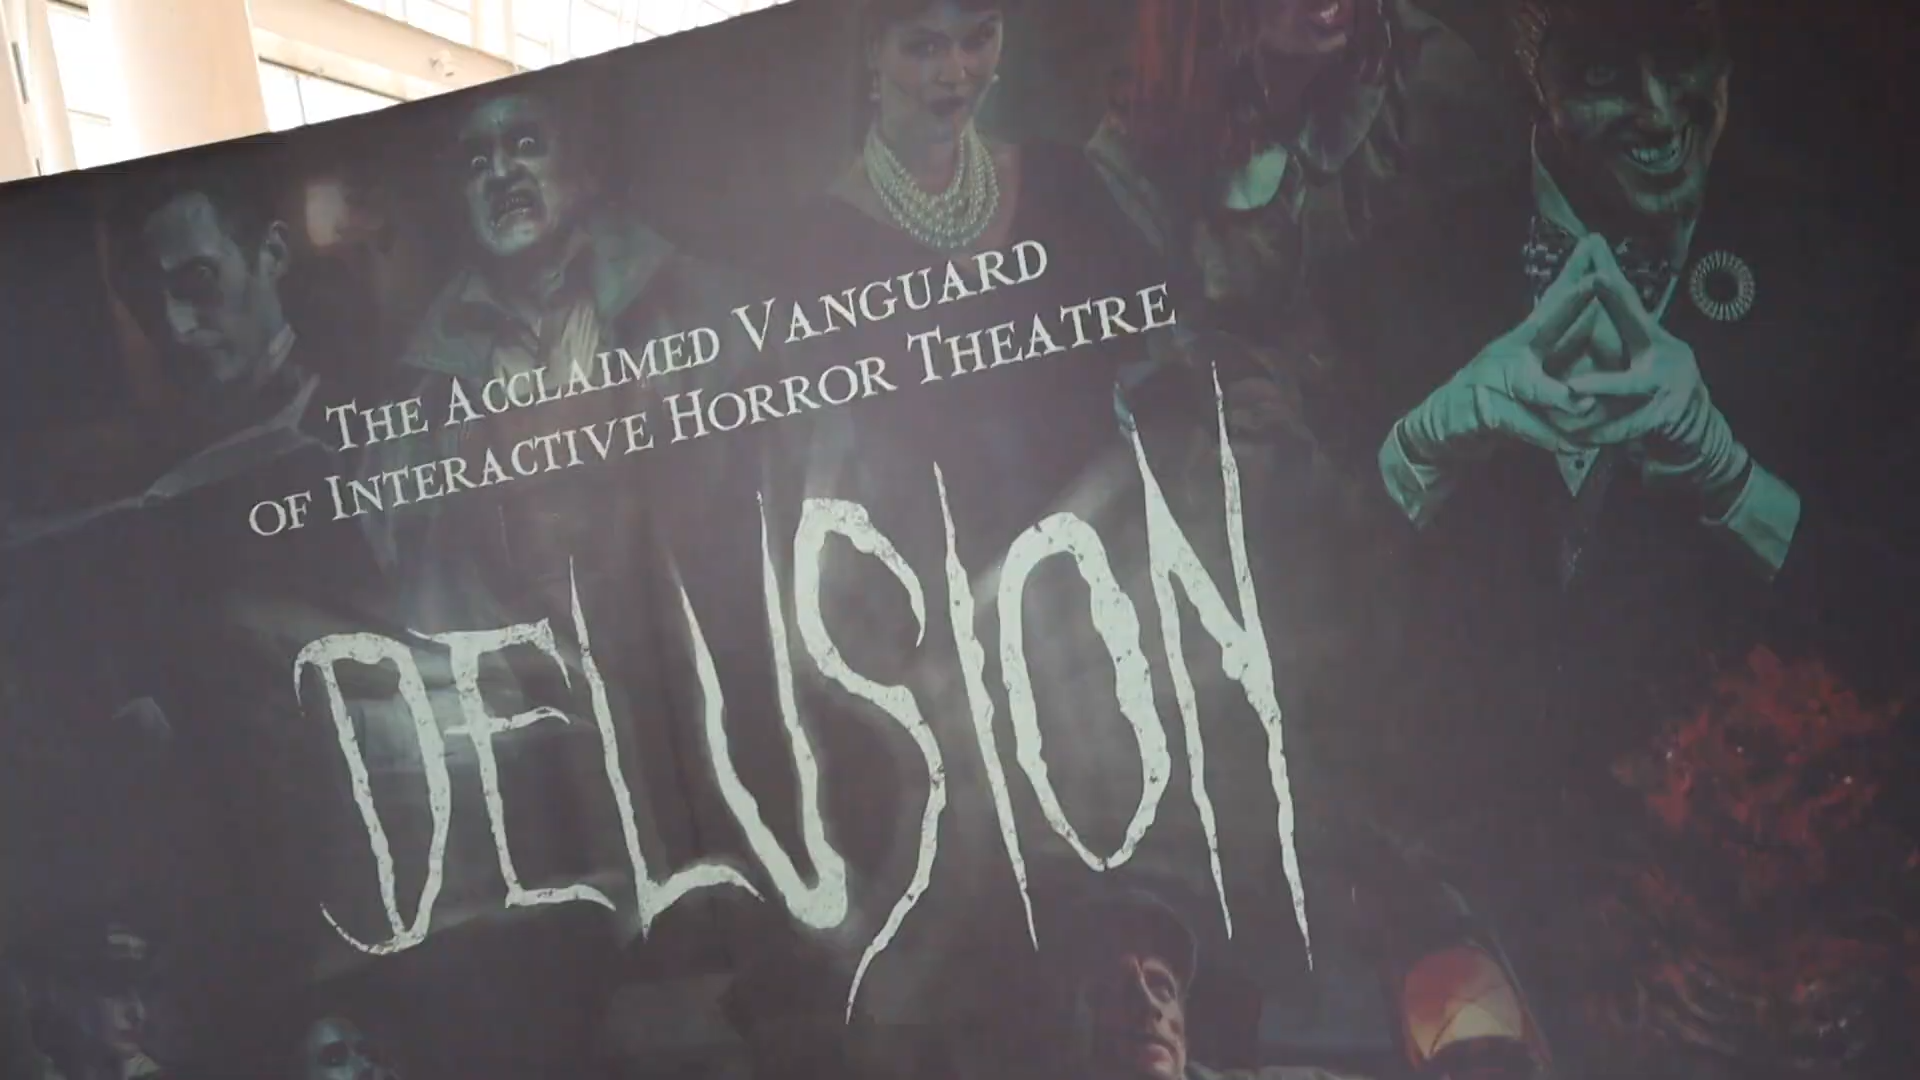 The Acclaimed Vanguard
of Interactive Horror Theatre
DELUSION